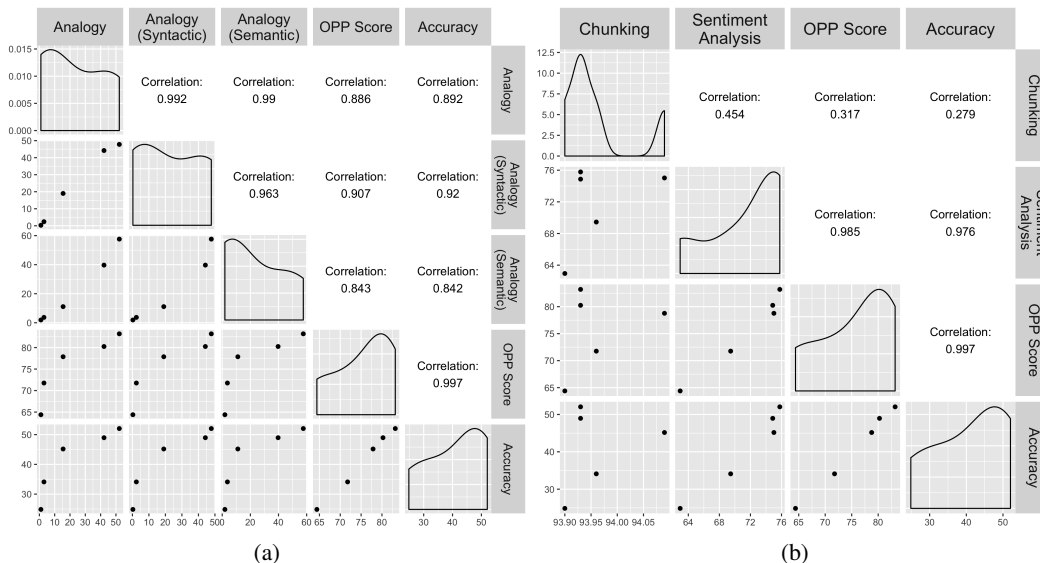 Analogy
Analogy
(Syntactic)
Analogy
(Semantic)
OPP Score
Accuracy
0.015
0.010
0.005
0.000
Correlation:
0.992
Correlation:
0.99
Correlation:
0.886
Correlation:
0.892
Analogy
50
40
30
20
10
0
Correlation:
0.963
Correlation:
0.907
Correlation:
0.92
Analogy
(Syntactic)
60
40
20
0
Correlation:
0.843
Correlation:
0.842
Analogy
(Semantic)
80
75
70
65
Correlation:
0.997
OPP Score
50
40
30
Accuracy
0 10 20 30 40 50
0 10 20 30 40 50
0 20 40 60
65 70 75 80
30 40 50
(a)
Chunking
Sentiment
Analysis
OPP Score
Accuracy
12.5
10.0
7.5
5.0
2.5
0.0
Correlation:
0.454
Correlation:
0.317
Correlation:
0.279
Chunking
76
72
68
64
Correlation:
0.985
Correlation:
0.976
Sentiment
Analysis
80
75
70
65
Correlation:
0.997
OPP Score
50
40
30
Accuracy
93.90 93.95 94.00 94.05
64 68 72 76
65 70 75 80
30 40 50
(b)